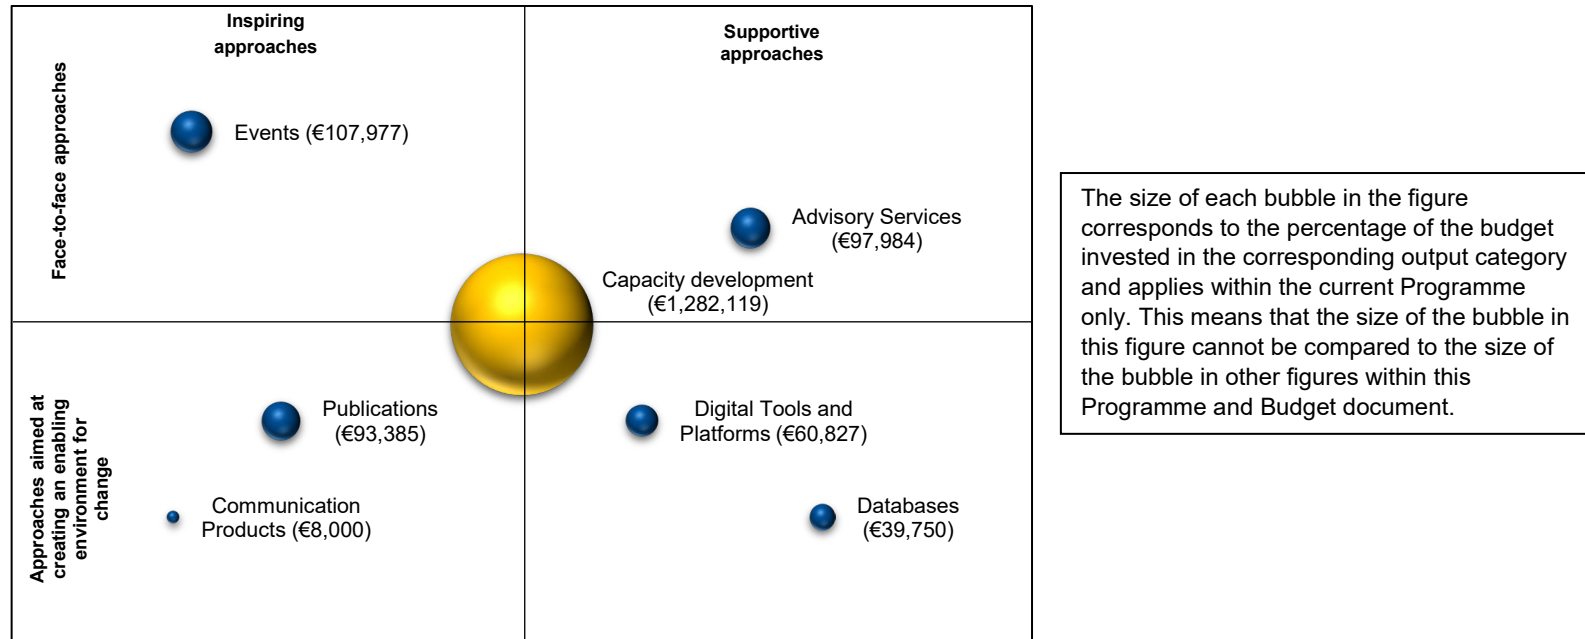 Inspiring
approaches
Supportive
approaches
Face-to-face approaches
Events (€107,977)
Advisory Services
(€97,984)
Capacity development
(€1,282,119)
Approaches aimed at
creating an enabling
environment for
change
Publications
(€93,385)
Digital Tools and
Platforms (€60,827)
Communication
Products (€8,000)
Databases
(€39,750)
The size of each bubble in the figure
corresponds to the percentage of the budget
invested in the corresponding output category
and applies within the current Programme
only. This means that the size of the bubble in
this figure cannot be compared to the size of
the bubble in other figures within this
Programme and Budget document.